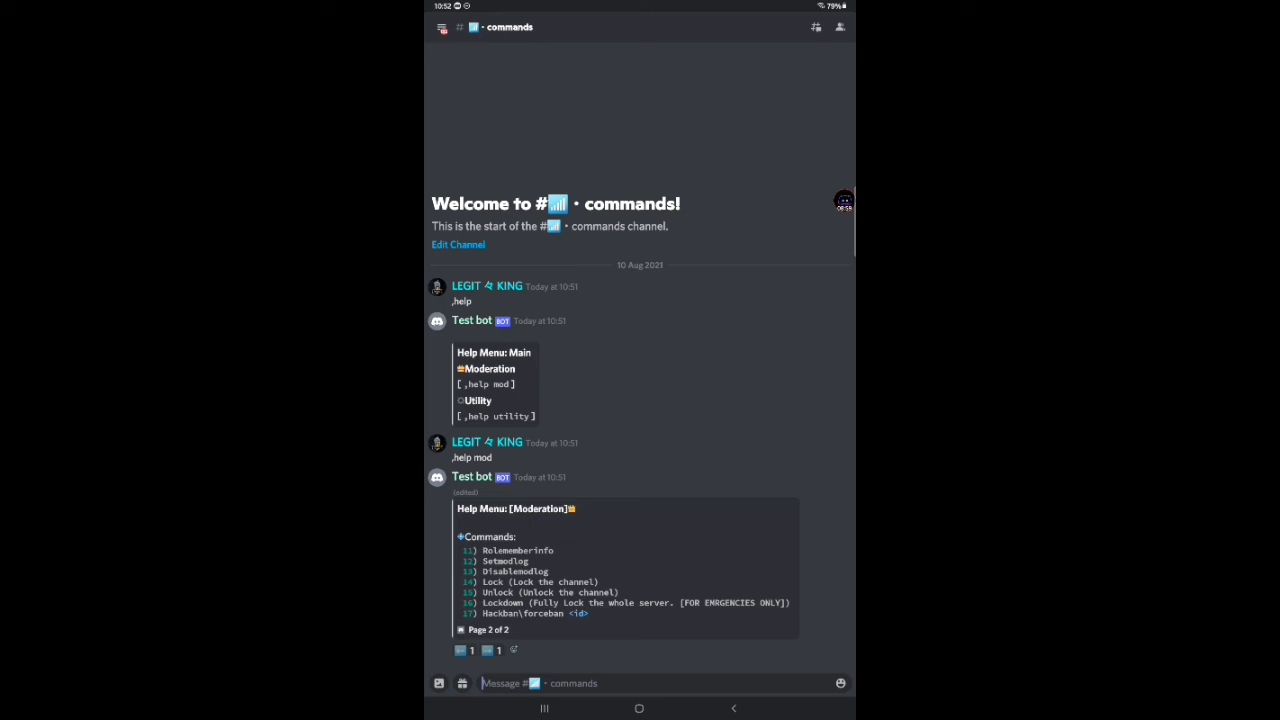 10:52
79%
# 📶・commands
Welcome to #📶・commands!
This is the start of the #📶・commands channel.
Edit Channel
08:59
10 Aug 2021
LEGIT 々 KING Today at 10:51
,help
Test bot BOT Today at 10:51
Help Menu: Main
Moderation
[ ,help mod ]
Utility
[ ,help utility ]
LEGIT 々 KING Today at 10:51
,help mod
Test bot BOT Today at 10:51
(edited)
Help Menu: [Moderation]
Commands:
11) Rolememberinfo
12) Setmodlog
13) Disablemodlog
14) Lock (Lock the channel)
15) Unlock (Unlock the channel)
16) Lockdown (Fully Lock the whole server. [FOR EMRGENCIES ONLY])
17) Hackban\forceban <id>
Page 2 of 2
1 1
Message #📶・commands